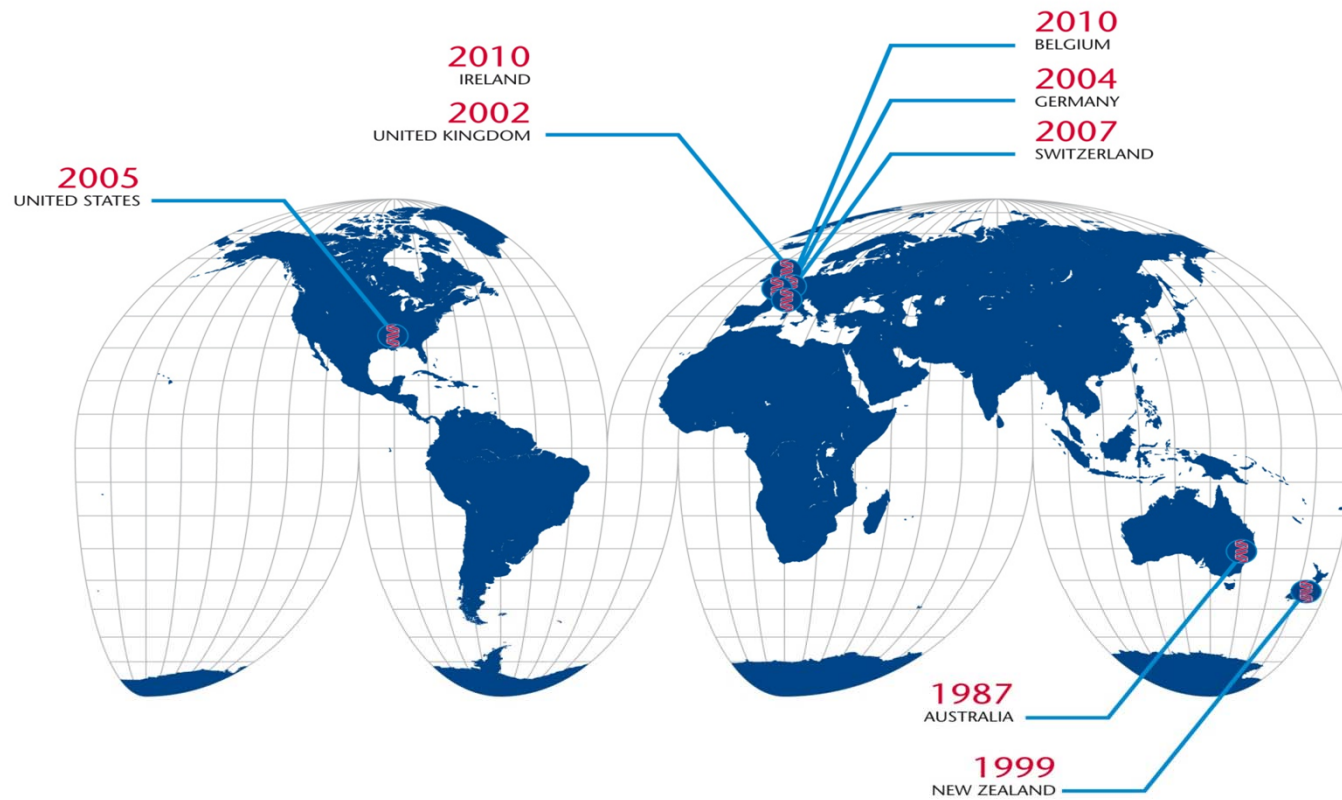 2010
BELGIUM
2010
IRELAND
2004
GERMANY
2002
UNITED KINGDOM
2007
SWITZERLAND
2005
UNITED STATES
1987
AUSTRALIA
1999
NEW ZEALAND